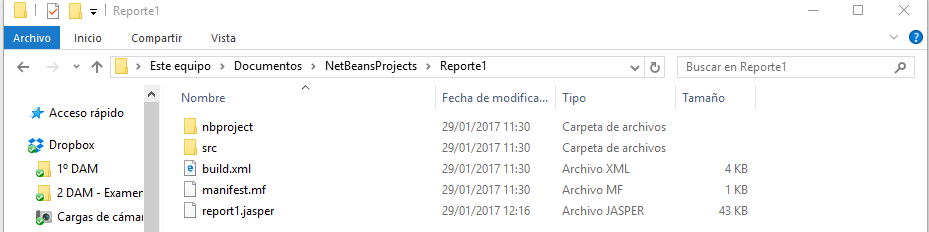 Reporte1
Archivo Inicio Compartir Vista
Este equipo Documentos NetBeansProjects Reporte1 Buscar en Reporte1
Nombre Fecha de modifica... Tipo Tamaño
Acceso rápido
nbproject 29/01/2017 11:30 Carpeta de archivos
Dropbox
src 29/01/2017 11:30 Carpeta de archivos
1º DAM
build.xml 29/01/2017 11:30 Archivo XML 4 KB
2 DAM - Examen
manifest.mf 29/01/2017 11:30 Archivo MF 1 KB
Cargas de cámar
report1.jasper 29/01/2017 12:16 Archivo JASPER 43 KB